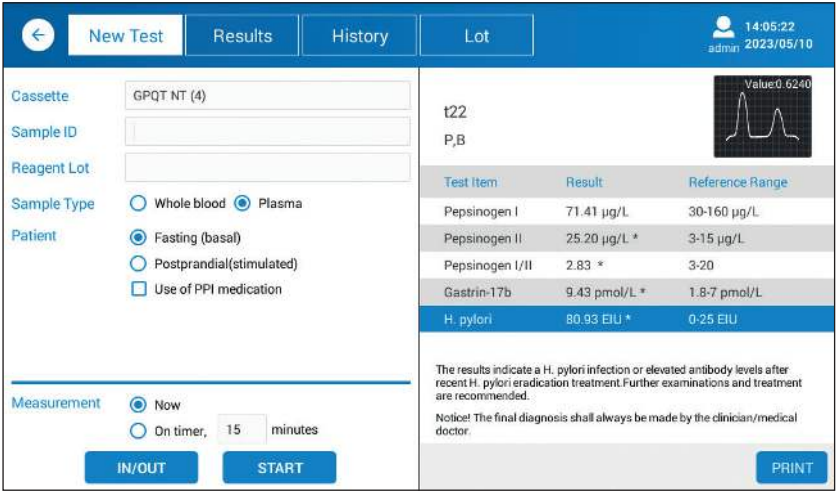 New Test Results History Lot
14:05:22
admin 2023/05/10
Cassette GPQT NT (4)
Sample ID
Reagent Lot
Sample Type Whole blood Plasma
Patient Fasting (basal)
Postprandial(stimulated)
Use of PPI medication
Measurement Now
On timer, 15 minutes
IN/OUT START
Value:0.6240
t22
P,B
Test Item Result Reference Range
Pepsinogen I 71.41 µg/L 30-160 µg/L
Pepsinogen II 25.20 µg/L * 3-15 µg/L
Pepsinogen I/II 2.83 * 3-20
Gastrin-17b 9.43 pmol/L * 1.8-7 pmol/L
H. pylori 80.93 EIU * 0-25 EIU
The results indicate a H. pylori infection or elevated antibody levels after
recent H. pylori eradication treatment.Further examinations and treatment
are recommended.
Notice! The final diagnosis shall always be made by the clinician/medical
doctor.
PRINT